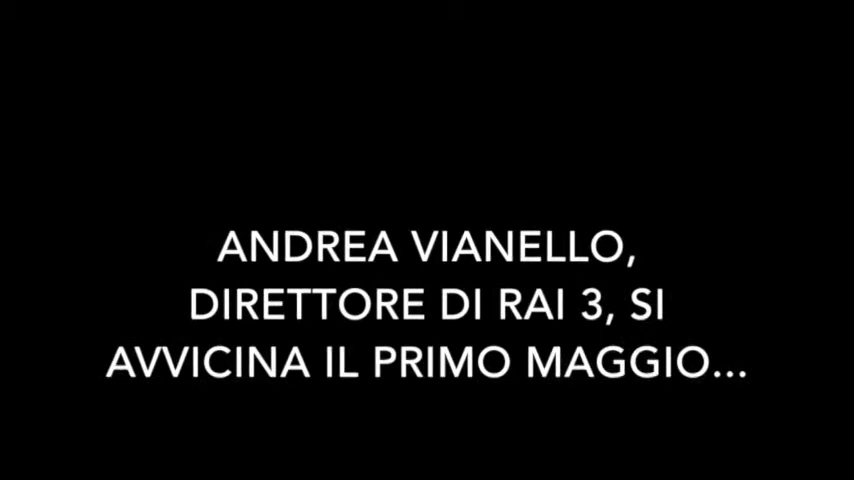 ANDREA VIANELLO,
DIRETTORE DI RAI 3, SI
AVVICINA IL PRIMO MAGGIO...